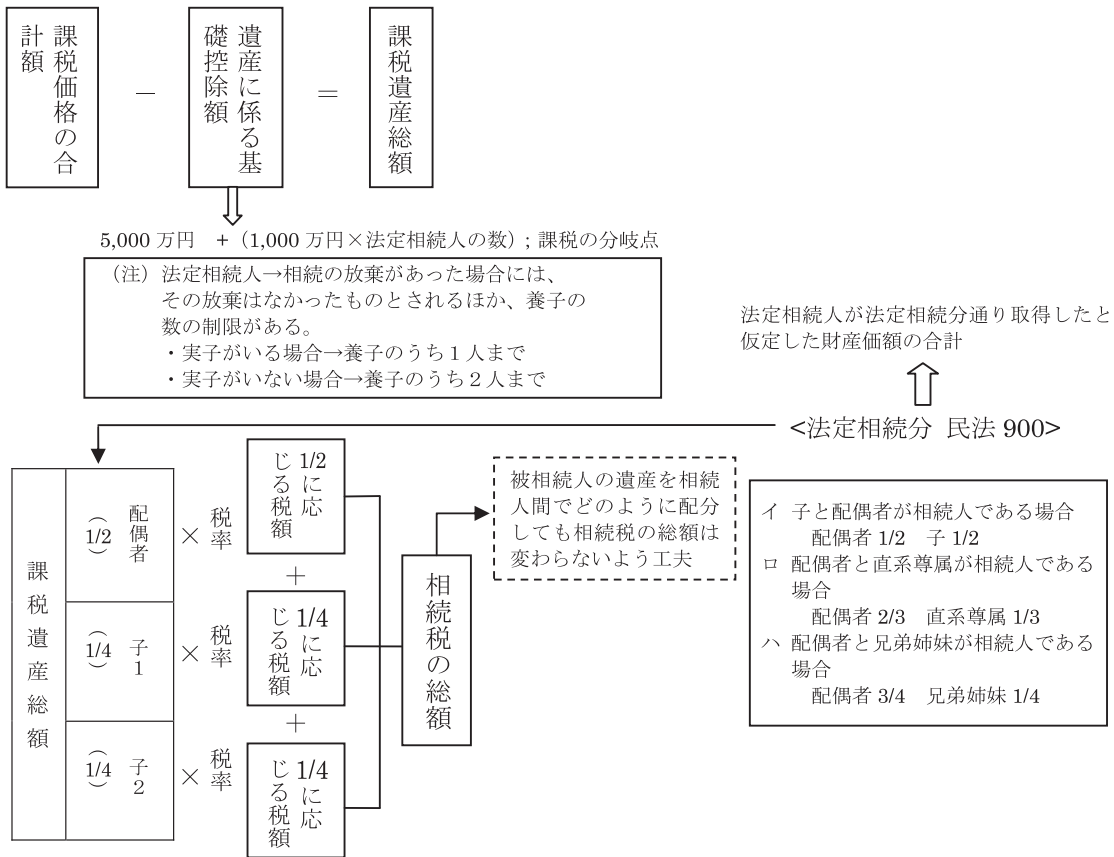 課税価格の合
計額
－
遺産に係る基
礎控除額
＝
課税遺産総額
5,000 万円　+（1,000 万円×法定相続人の数）; 課税の分岐点
（注）法定相続人→相続の放棄があった場合には、
その放棄はなかったものとされるほか、養子の
数の制限がある。
・実子がいる場合→養子のうち１人まで
・実子がいない場合→養子のうち２人まで
法定相続人が法定相続分通り取得したと
仮定した財産価額の合計
<法定相続分 民法 900>
課税遺産総額
配偶者
（1/2）
×
税率
1/2 に応
じる税額
＋
子１
（1/4）
×
税率
1/4 に応
じる税額
＋
子２
（1/4）
×
税率
1/4 に応
じる税額
相続税の総額
被相続人の遺産を相続
人間でどのように配分
しても相続税の総額は
変わらないよう工夫
イ 子と配偶者が相続人である場合
配偶者 1/2　子 1/2
ロ 配偶者と直系尊属が相続人である
場合
配偶者 2/3　直系尊属 1/3
ハ 配偶者と兄弟姉妹が相続人である
場合
配偶者 3/4　兄弟姉妹 1/4